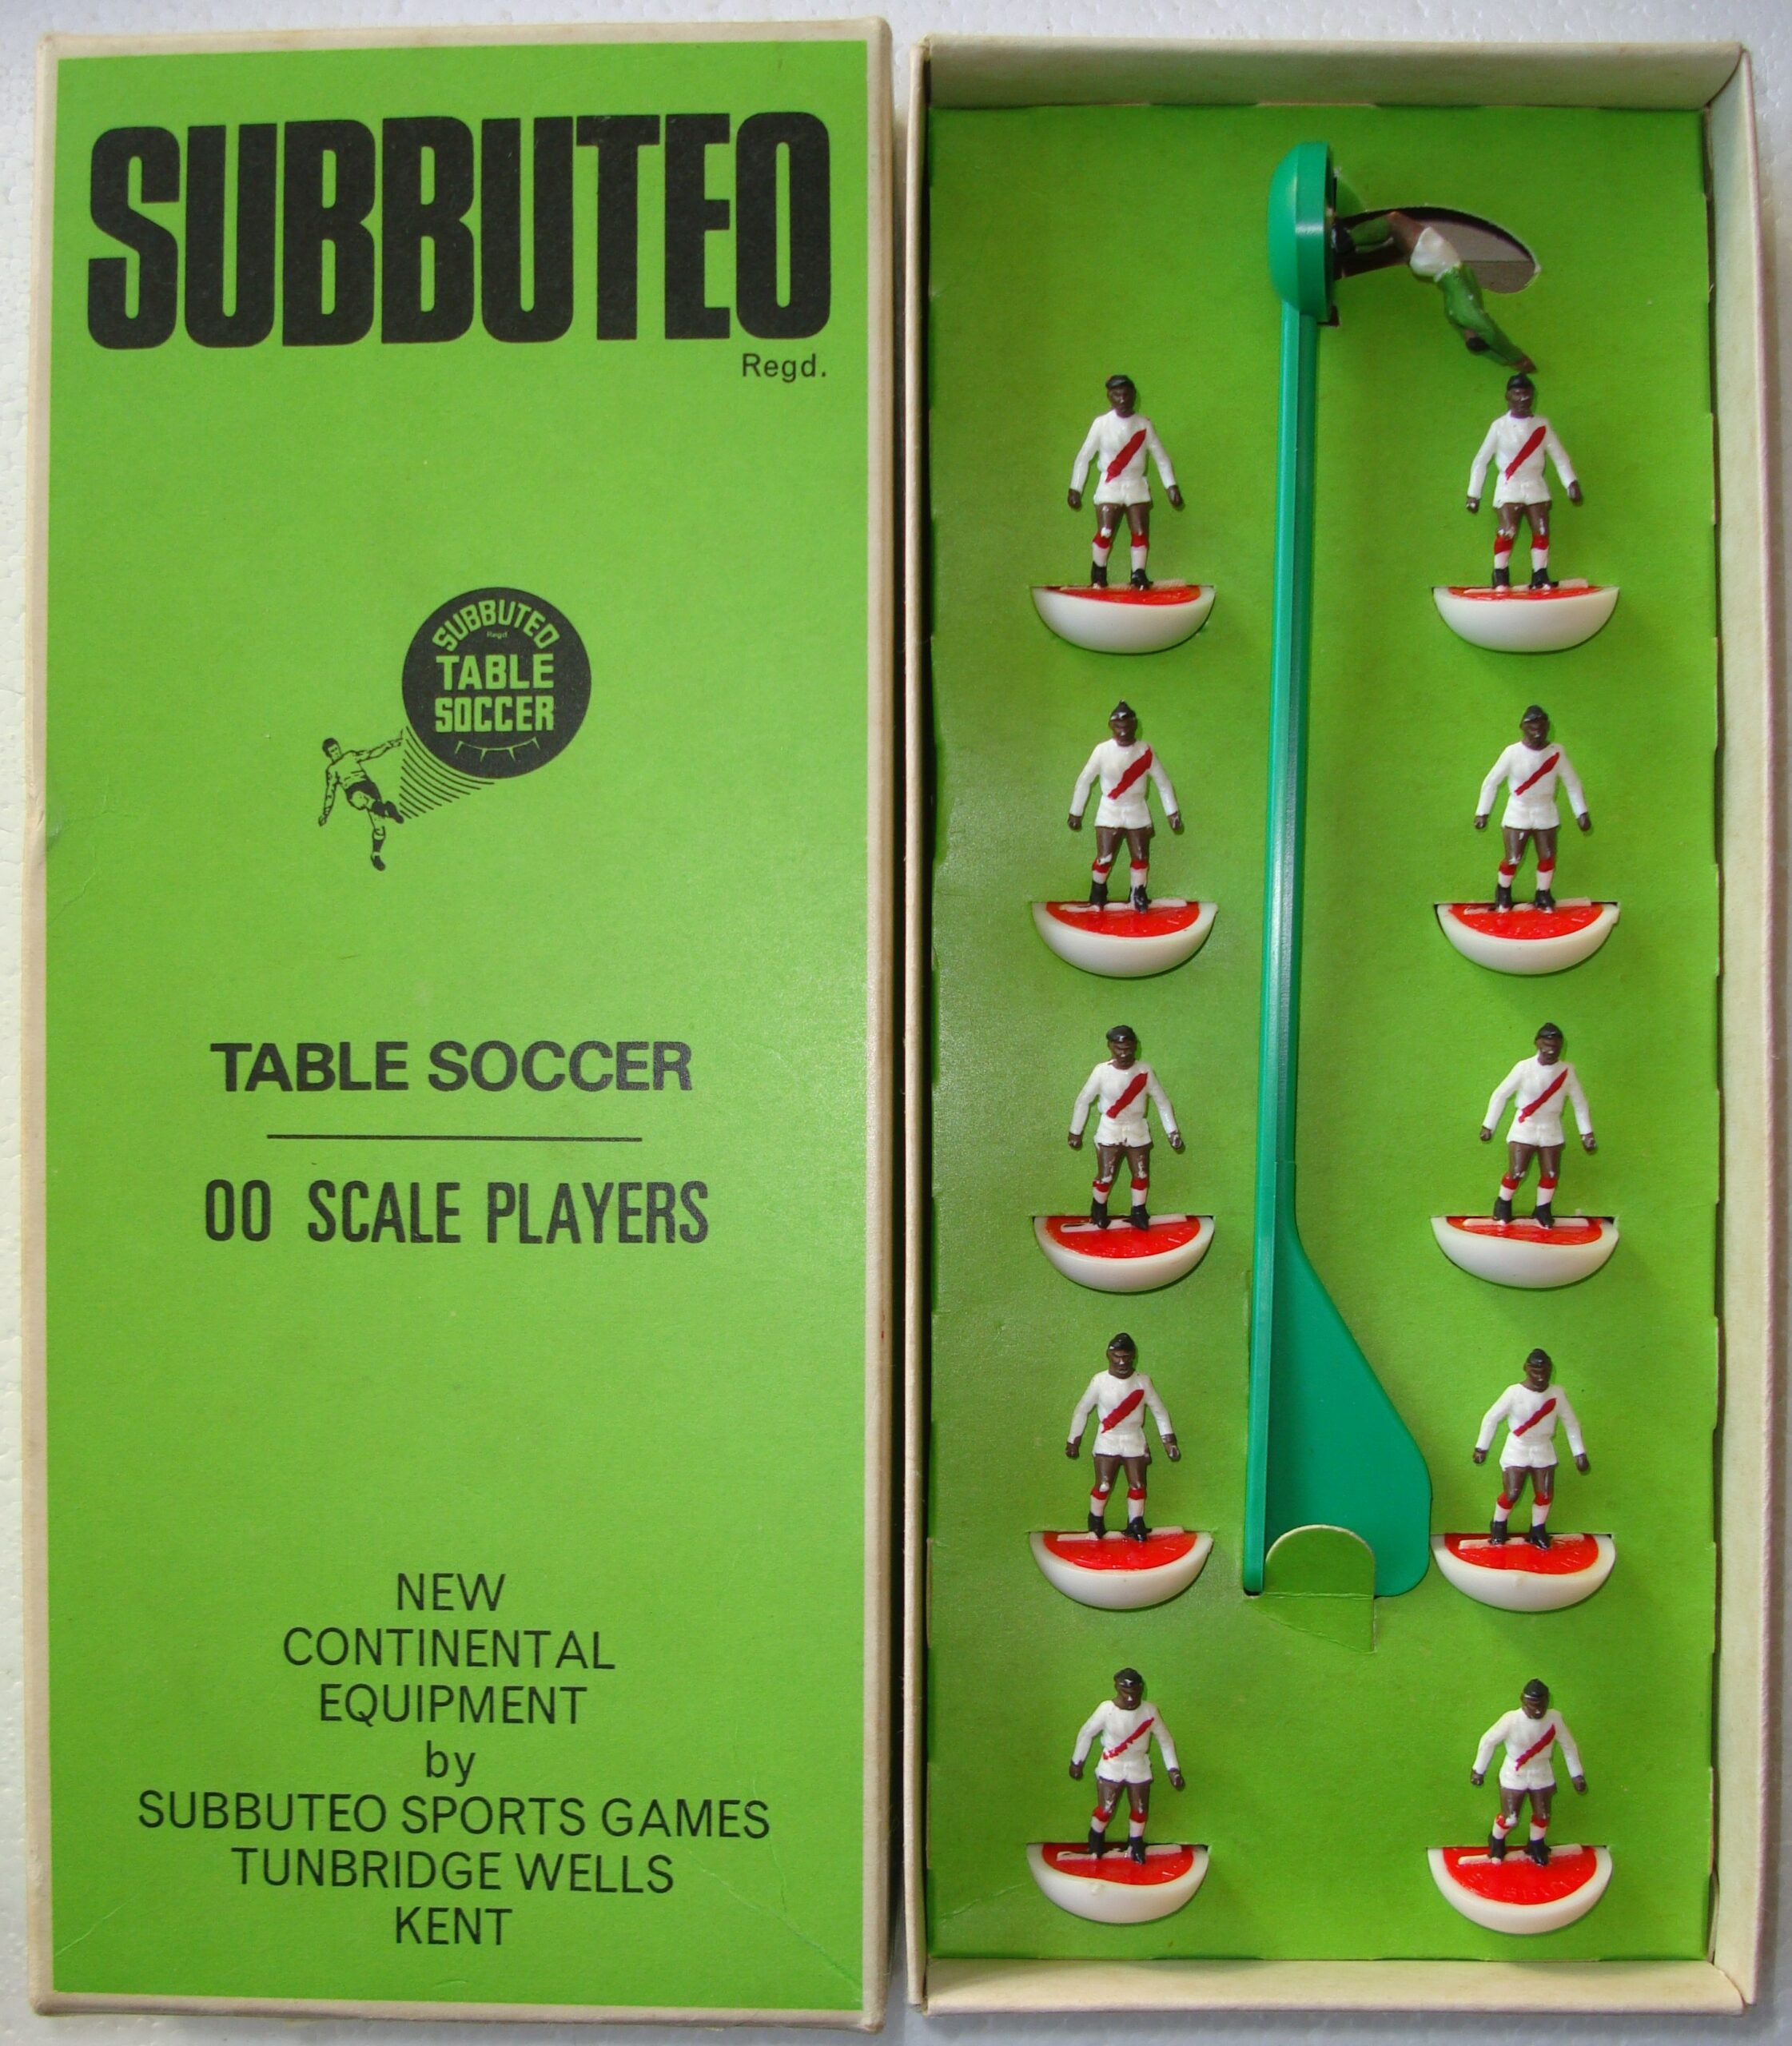 SUBBUTEO
Regd.
SUBBUTEO
Regd
TABLE
SOCCER
TABLE SOCCER
00 SCALE PLAYERS
NEW
CONTINENTAL
EQUIPMENT
by
SUBBUTEO SPORTS GAMES
TUNBRIDGE WELLS
KENT